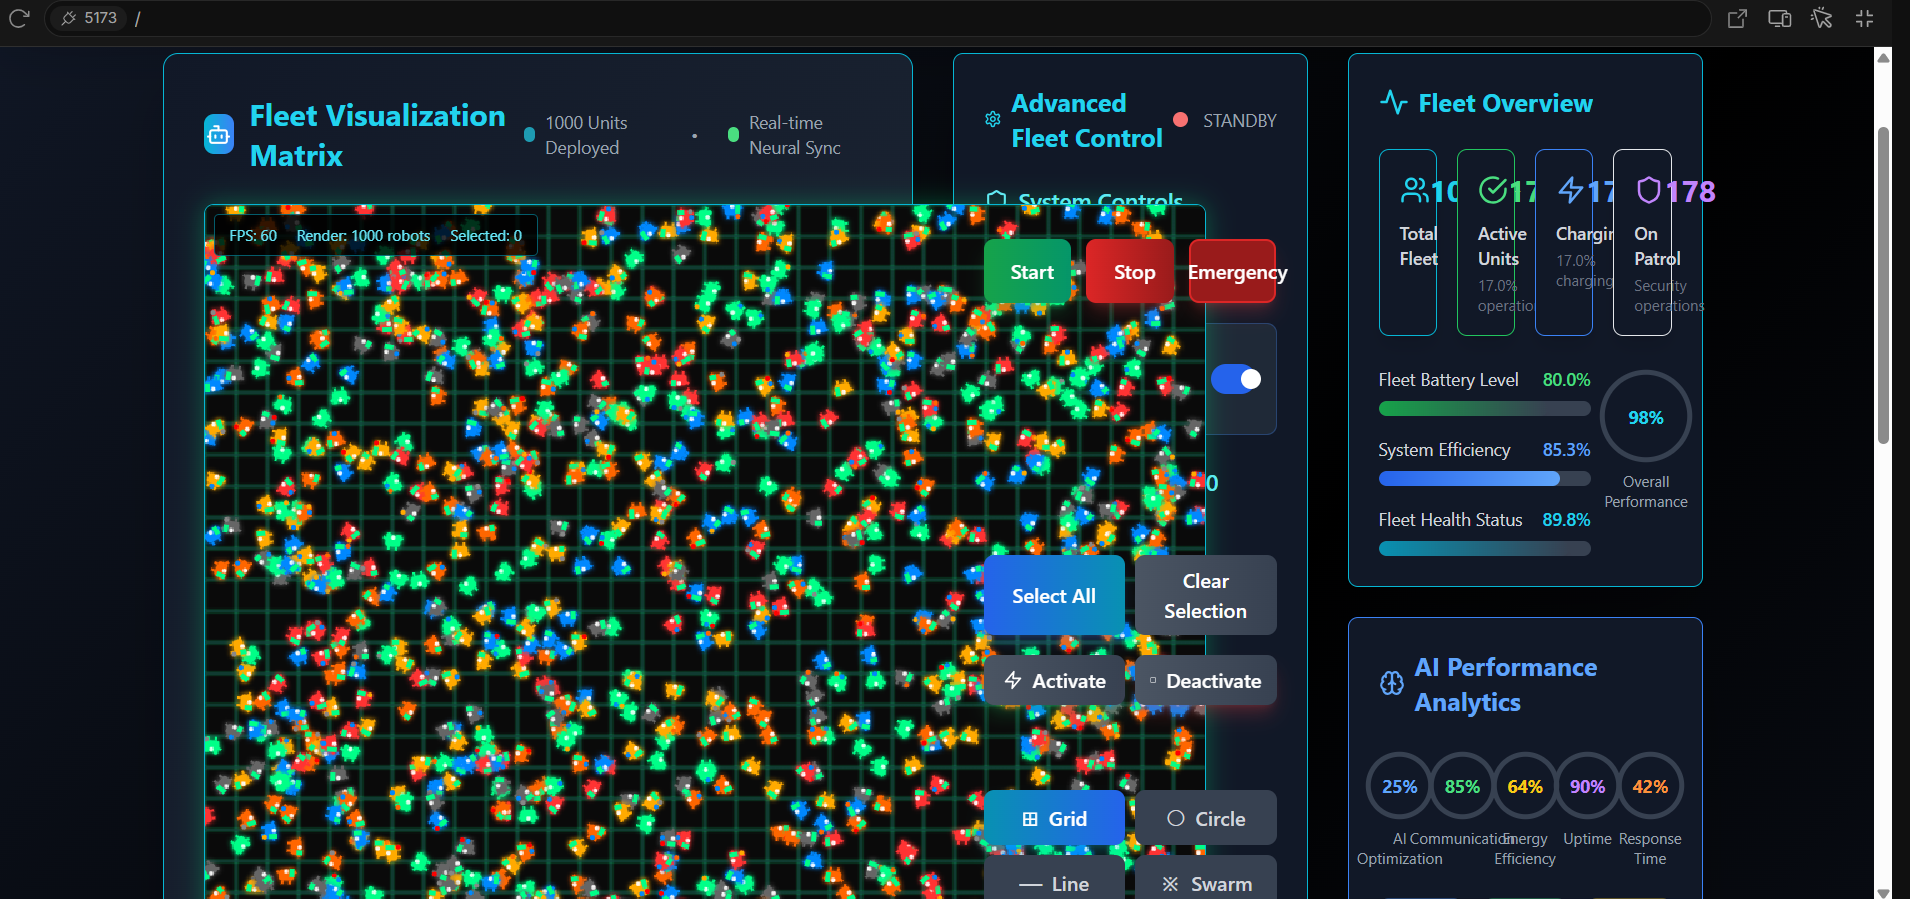 5173 /
Fleet Visualization
Matrix
1000 Units
Deployed
•
Real-time
Neural Sync
FPS: 60 Render: 1000 robots Selected: 0
Advanced
Fleet Control
STANDBY
System Controls
Start Stop Emergency
0
Select All
Clear
Selection
Activate Deactivate
Grid Circle
Line Swarm
Fleet Overview
10
Total
Fleet
17
Active
Units
17.0%
operatio
17
Chargin
17.0%
charging
178
On
Patrol
Security
operations
Fleet Battery Level 80.0%
System Efficiency 85.3%
Fleet Health Status 89.8%
98%
Overall
Performance
AI Performance
Analytics
25% 85% 64% 90% 42%
AI
Optimization
Communication
Energy
Efficiency
Uptime
Response
Time